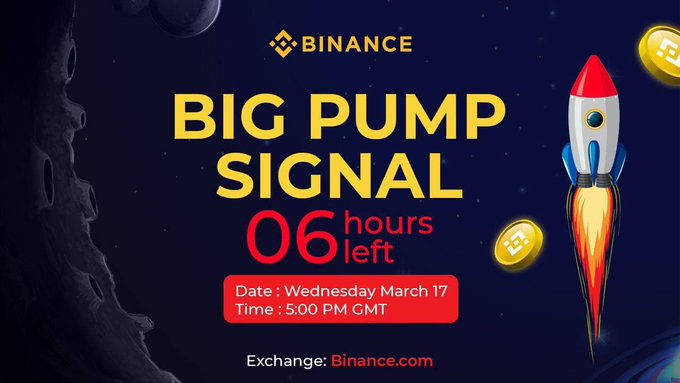 BINANCE
BIG PUMP
SIGNAL
06 hours
left
Date : Wednesday March 17
Time : 5:00 PM GMT
Exchange: Binance.com